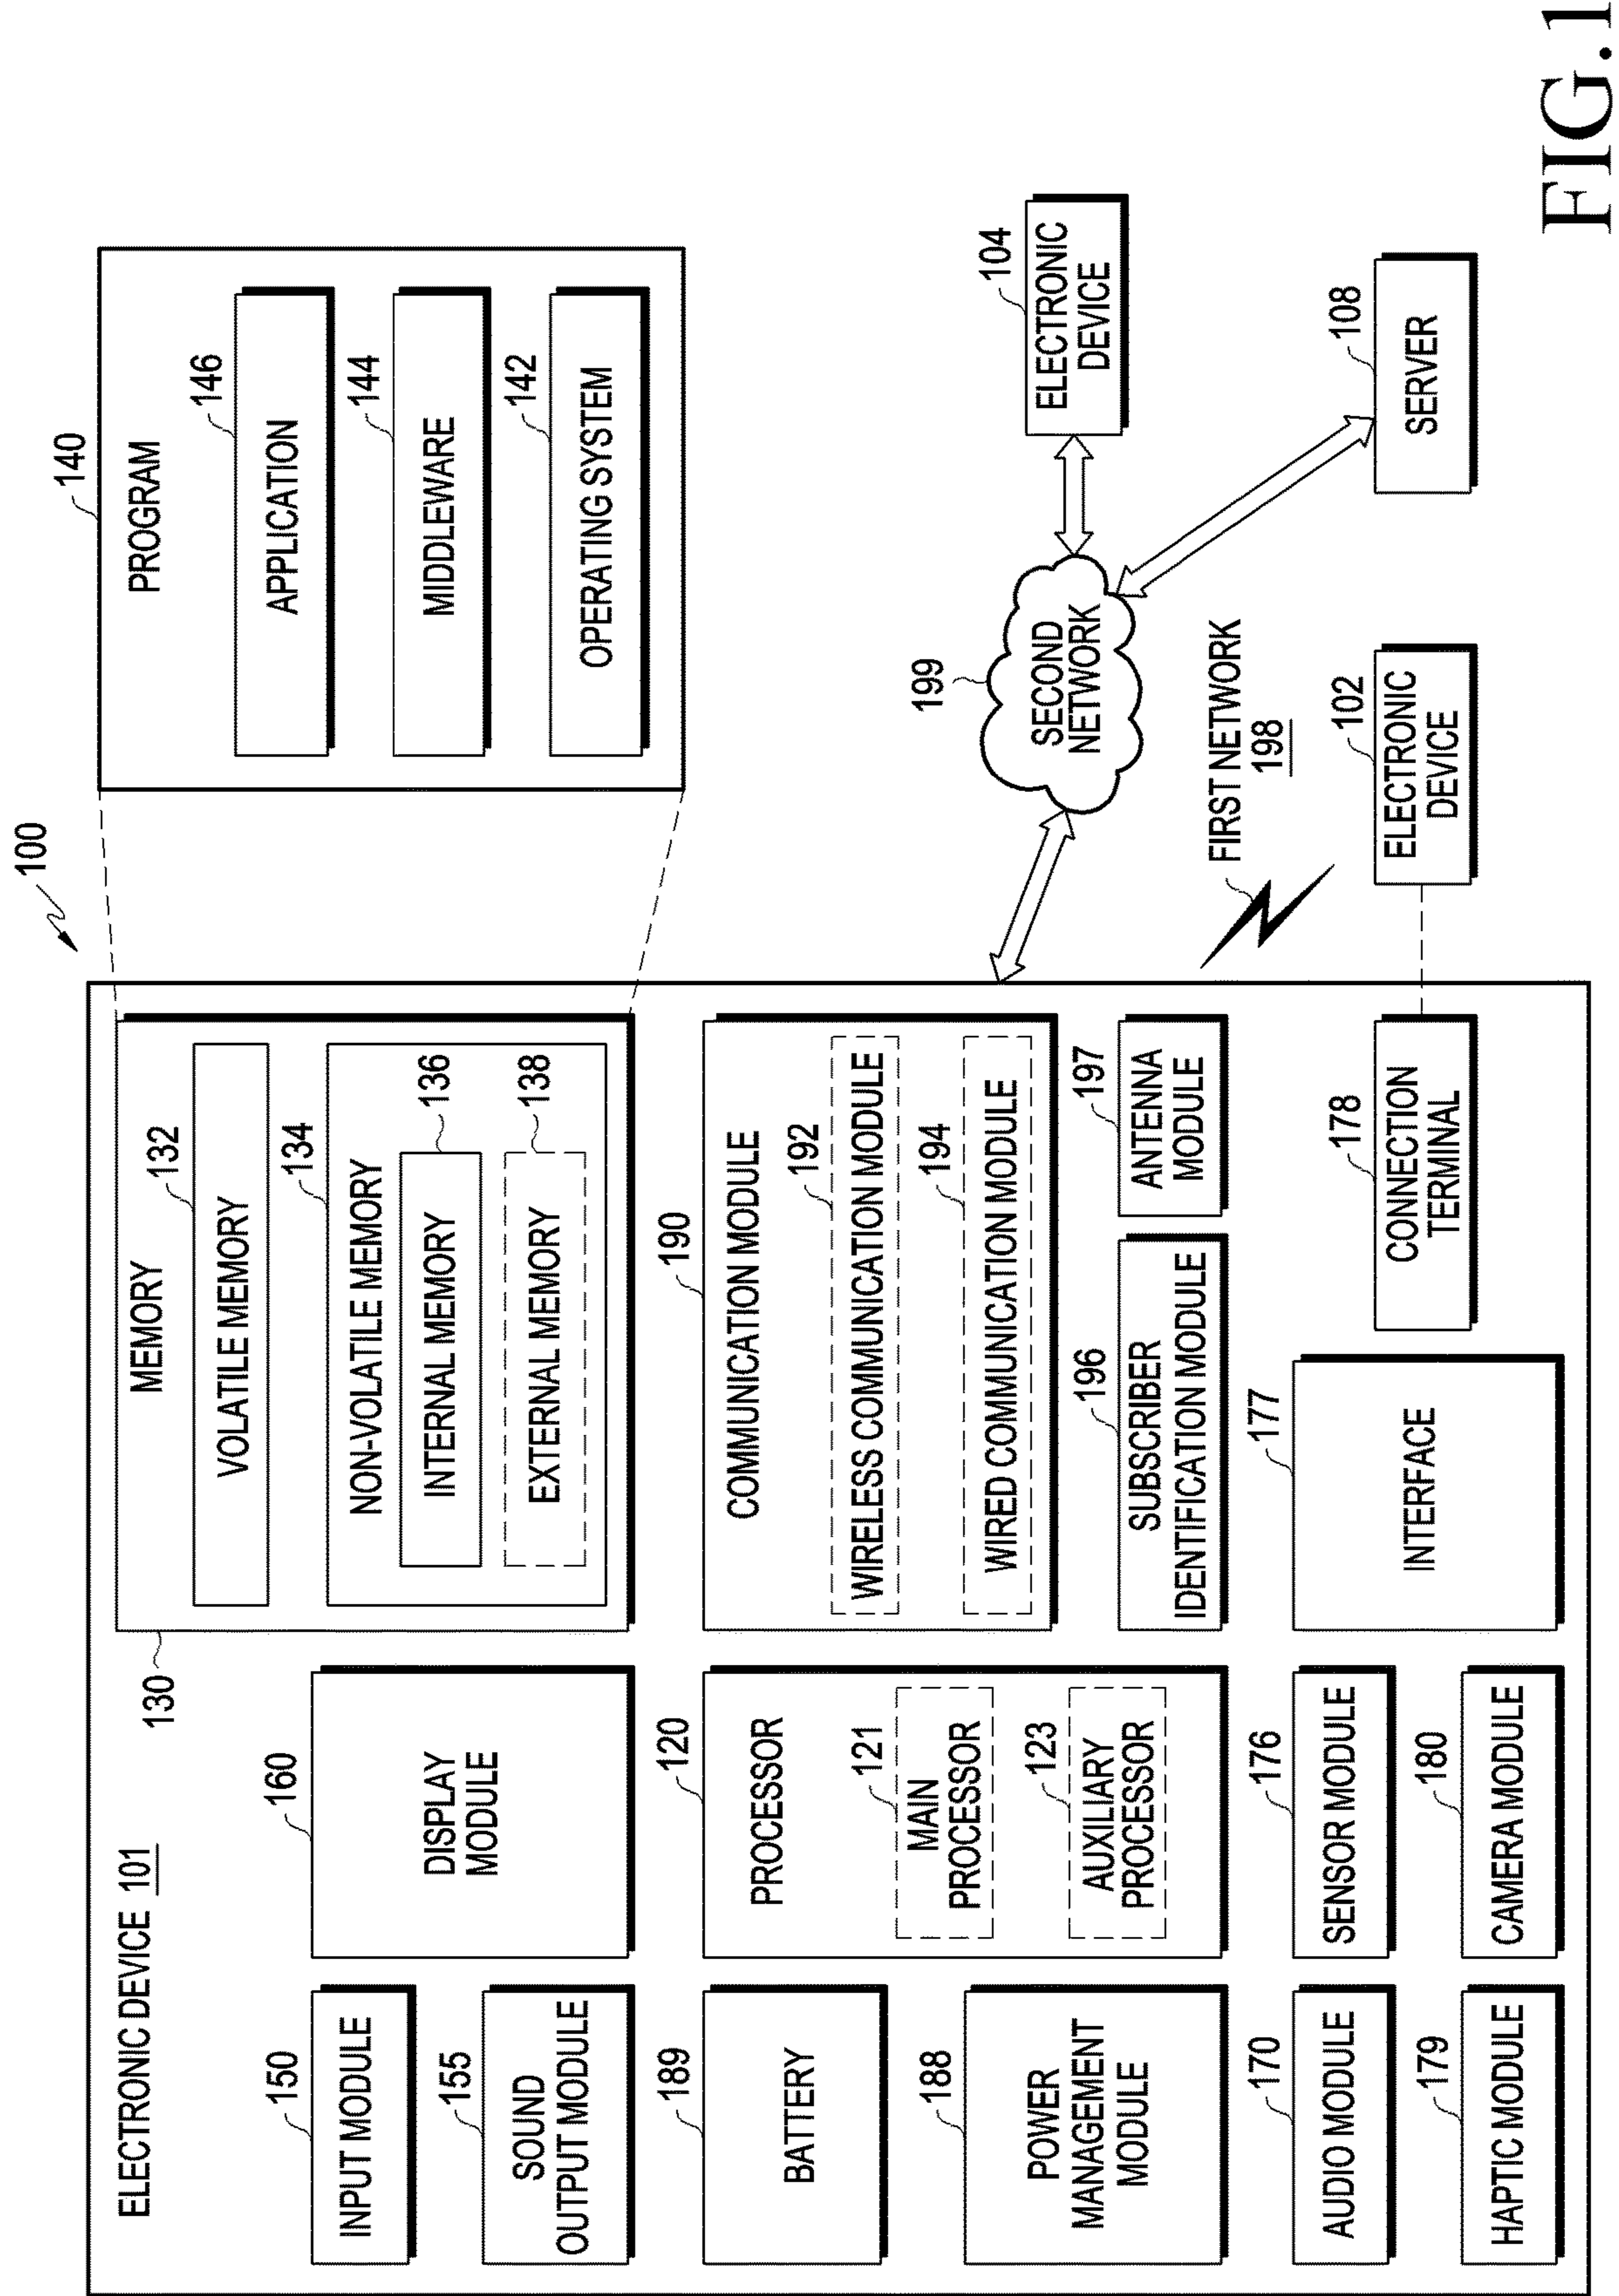 100
ELECTRONIC DEVICE 101
150
INPUT MODULE
155
SOUND
OUTPUT MODULE
160
DISPLAY
MODULE
130
MEMORY
132
VOLATILE MEMORY
134
NON-VOLATILE MEMORY
136
INTERNAL MEMORY
138
EXTERNAL MEMORY
140
PROGRAM
146
APPLICATION
144
MIDDLEWARE
142
OPERATING SYSTEM
189
BATTERY
188
POWER
MANAGEMENT
MODULE
120
PROCESSOR
121
MAIN
PROCESSOR
123
AUXILIARY
PROCESSOR
190
COMMUNICATION MODULE
192
WIRELESS COMMUNICATION MODULE
194
WIRED COMMUNICATION MODULE
196
SUBSCRIBER
IDENTIFICATION MODULE
197
ANTENNA
MODULE
199
SECOND
NETWORK
104
ELECTRONIC
DEVICE
170
AUDIO MODULE
176
SENSOR MODULE
177
INTERFACE
178
CONNECTION
TERMINAL
FIRST NETWORK
198
102
ELECTRONIC
DEVICE
108
SERVER
179
HAPTIC MODULE
180
CAMERA MODULE
FIG.1